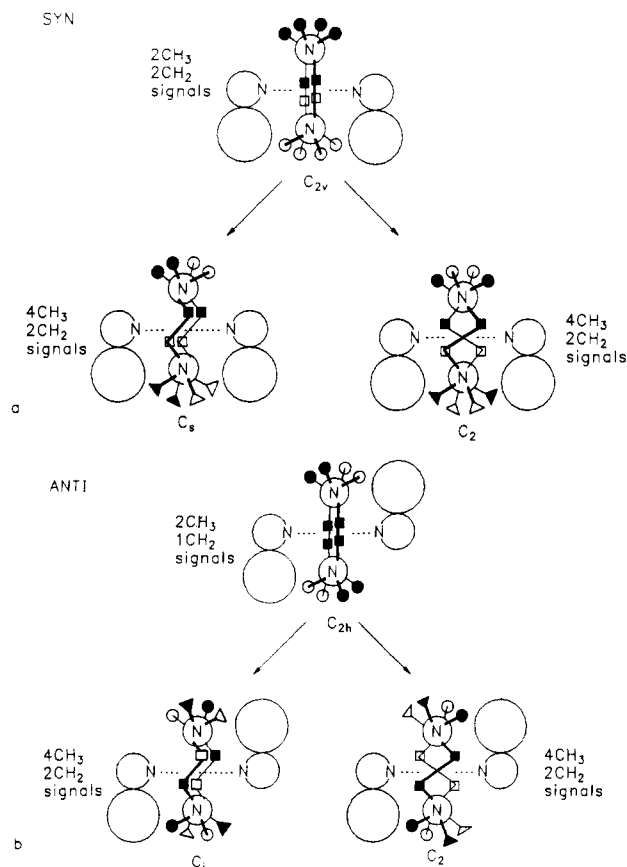 SYN
2CH₃
2CH₂
signals
N
N
N
N
C₂ᵥ
4CH₃
2CH₂
signals
N
N
N
N
Cₛ
N
N
N
N
4CH₃
2CH₂
signals
C₂
a
ANTI
2CH₃
1CH₂
signals
N
N
N
N
C₂ₕ
4CH₃
2CH₂
signals
N
N
N
N
Cᵢ
N
N
N
N
4CH₃
2CH₂
signals
C₂
b